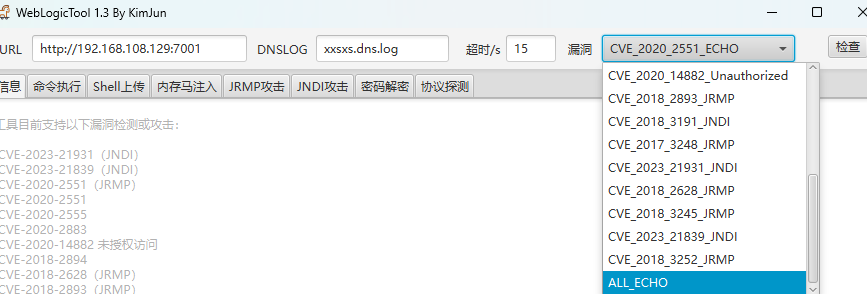 WebLogicTool 1.3 By KimJun
URL http://192.168.108.129:7001 DNSLOG xxsxs.dns.log 超时/s 15 漏洞 CVE_2020_2551_ECHO 检查
信息 命令执行 Shell上传 内存马注入 JRMP攻击 JNDI攻击 密码解密 协议探测
工具目前支持以下漏洞检测或攻击：
CVE-2023-21931（JNDI）
CVE-2023-21839（JNDI）
CVE-2020-2551（JRMP）
CVE-2020-2551
CVE-2020-2555
CVE-2020-2883
CVE-2020-14882 未授权访问
CVE-2018-2894
CVE-2018-2628（JRMP）
CVE-2018-2893（JRMP）
CVE_2020_14882_Unauthorized
CVE_2018_2893_JRMP
CVE_2018_3191_JNDI
CVE_2017_3248_JRMP
CVE_2023_21931_JNDI
CVE_2018_2628_JRMP
CVE_2018_3245_JRMP
CVE_2023_21839_JNDI
CVE_2018_3252_JRMP
ALL_ECHO